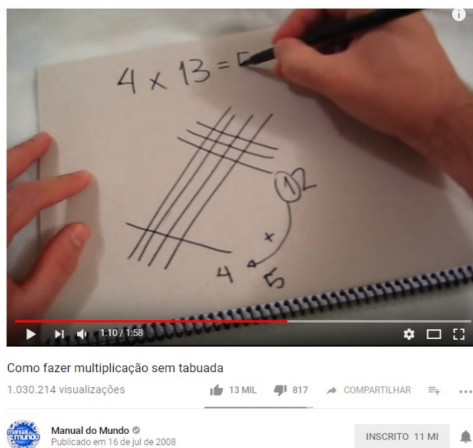 4 x 13 = 5
12
+
4 5
1:10 / 1:58
Como fazer multiplicação sem tabuada
1.030.214 visualizações 13 MIL 817 COMPARTILHAR
Manual do Mundo
Publicado em 16 de jul de 2008
INSCRITO 11 MI